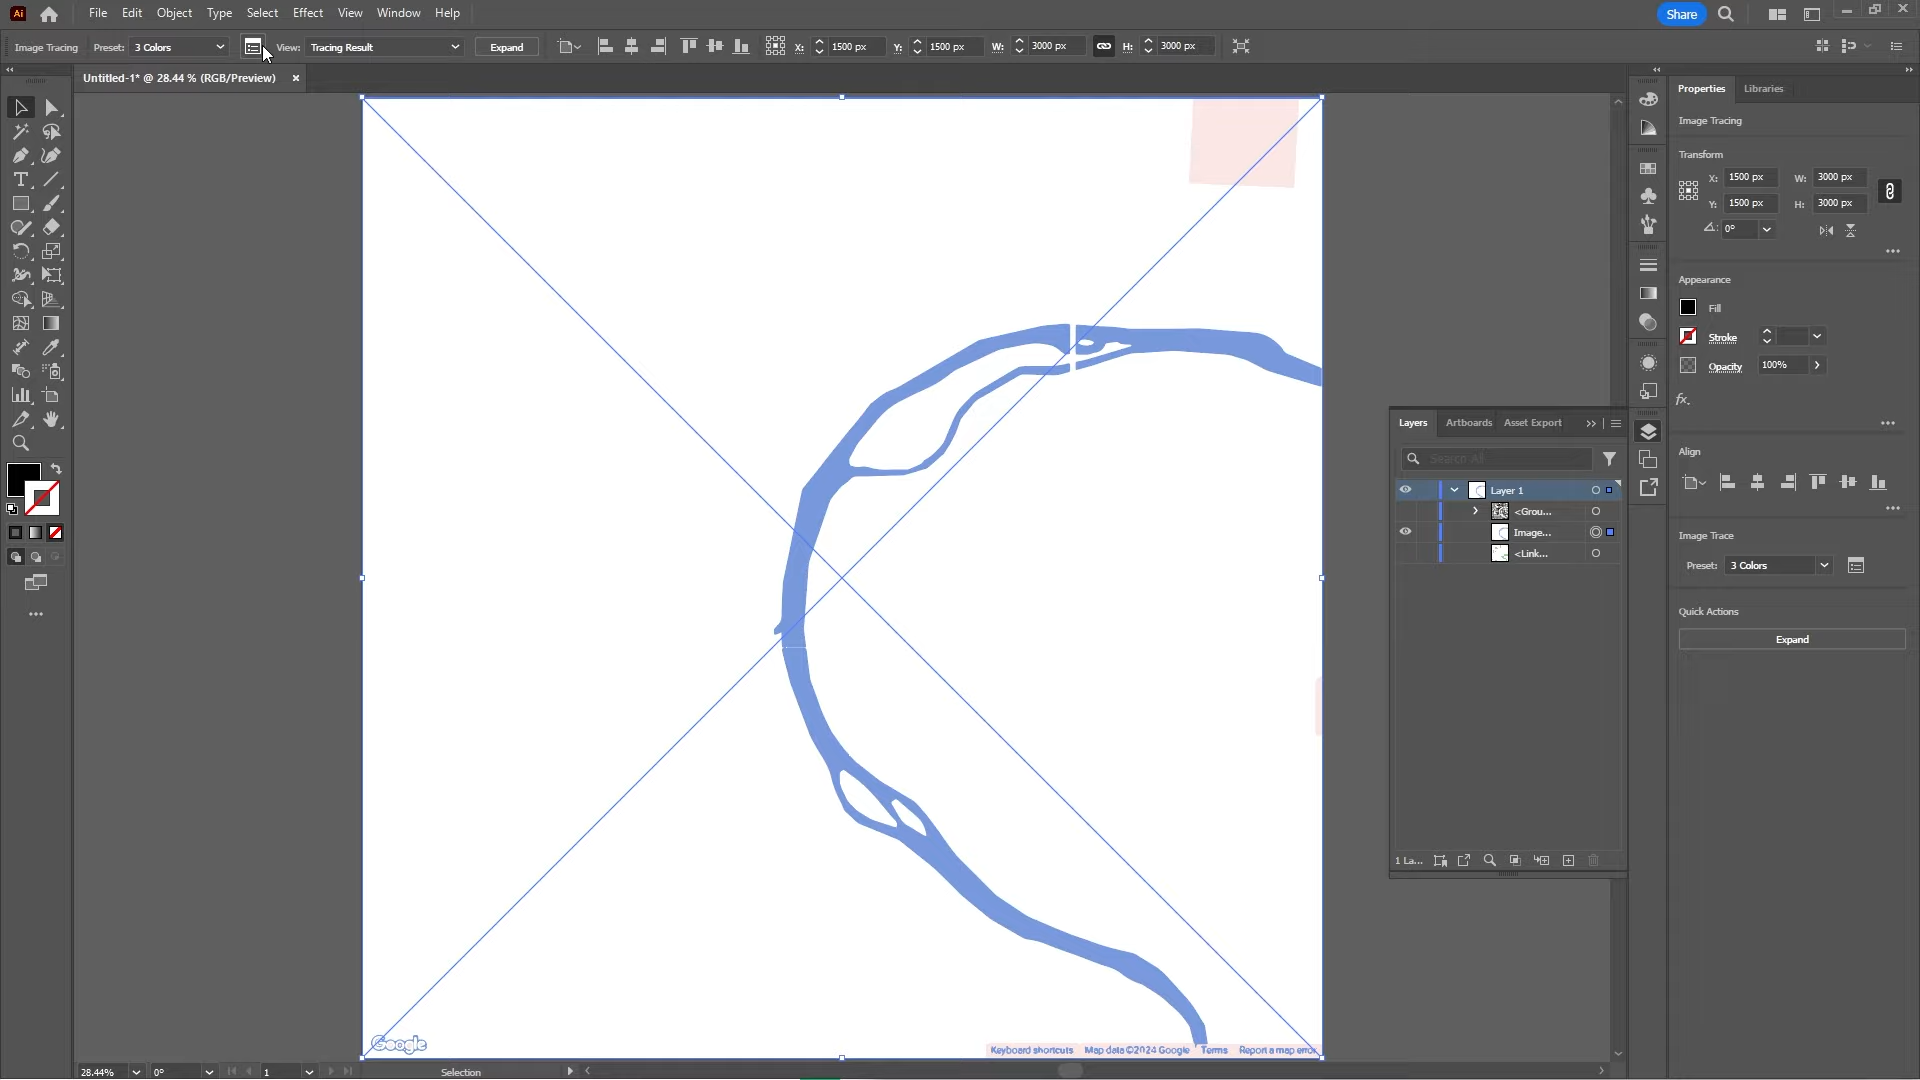 Ai File Edit Object Type Select Effect View Window Help Share
Image Tracing Preset: 3 Colors View: Tracing Result Expand X: 1500 px Y: 1500 px W: 3000 px H: 3000 px
Untitled-1* @ 28.44 % (RGB/Preview) ×
Properties Libraries
Image Tracing
Transform
X: 1500 px W: 3000 px
Y: 1500 px H: 3000 px
0°
Appearance
Fill
Stroke
Opacity 100%
fx.
Align
Image Trace
Preset: 3 Colors
Quick Actions
Expand
Layers Artboards Asset Export
Search All
Layer 1
<Grou...
Image...
<Link...
1 La...
Google
Keyboard shortcuts Map data ©2024 Google Terms Report a map error
28.44% 0° 1 Selection